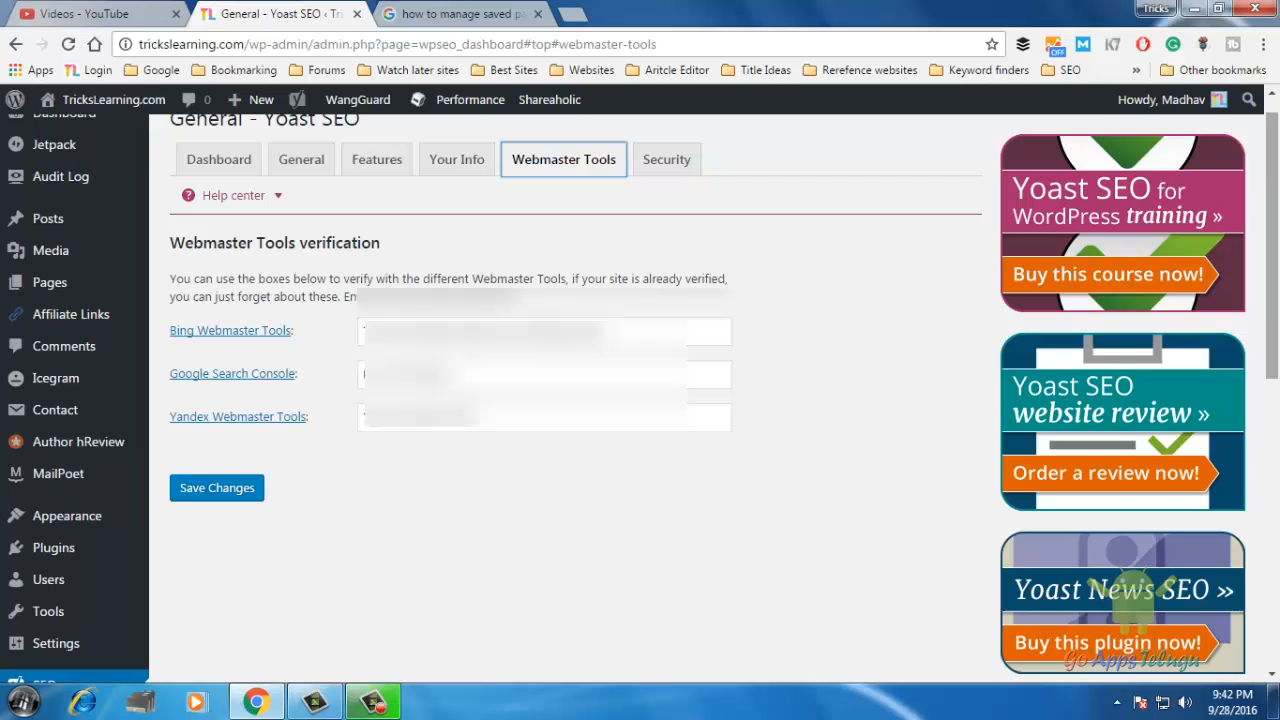 Videos - YouTube
General - Yoast SEO ‹ Tri
how to manage saved pa
Tricks
trickslearning.com/wp-admin/admin.php?page=wpseo_dashboard#top#webmaster-tools
OFF
Apps
Login
Google
Bookmarking
Forums
Watch later sites
Best Sites
Websites
Aritcle Editor
Title Ideas
Rerefence websites
Keyword finders
SEO
»
Other bookmarks
TricksLearning.com
0
New
WangGuard
Performance
Shareaholic
Howdy, Madhav
Dashboard
Jetpack
Audit Log
Posts
Media
Pages
Affiliate Links
Comments
Icegram
Contact
Author hReview
MailPoet
Appearance
Plugins
Users
Tools
Settings
SEO
General - Yoast SEO
Dashboard
General
Features
Your Info
Webmaster Tools
Security
Help center
Webmaster Tools verification
You can use the boxes below to verify with the different Webmaster Tools, if your site is already verified,
you can just forget about these. En
Bing Webmaster Tools:
Google Search Console:
Yandex Webmaster Tools:
Save Changes
Yoast SEO for
WordPress training »
Buy this course now!
Yoast SEO
website review »
Order a review now!
Yoast News SEO »
Buy this plugin now!
Go Apps Telugu
9:42 PM
9/28/2016